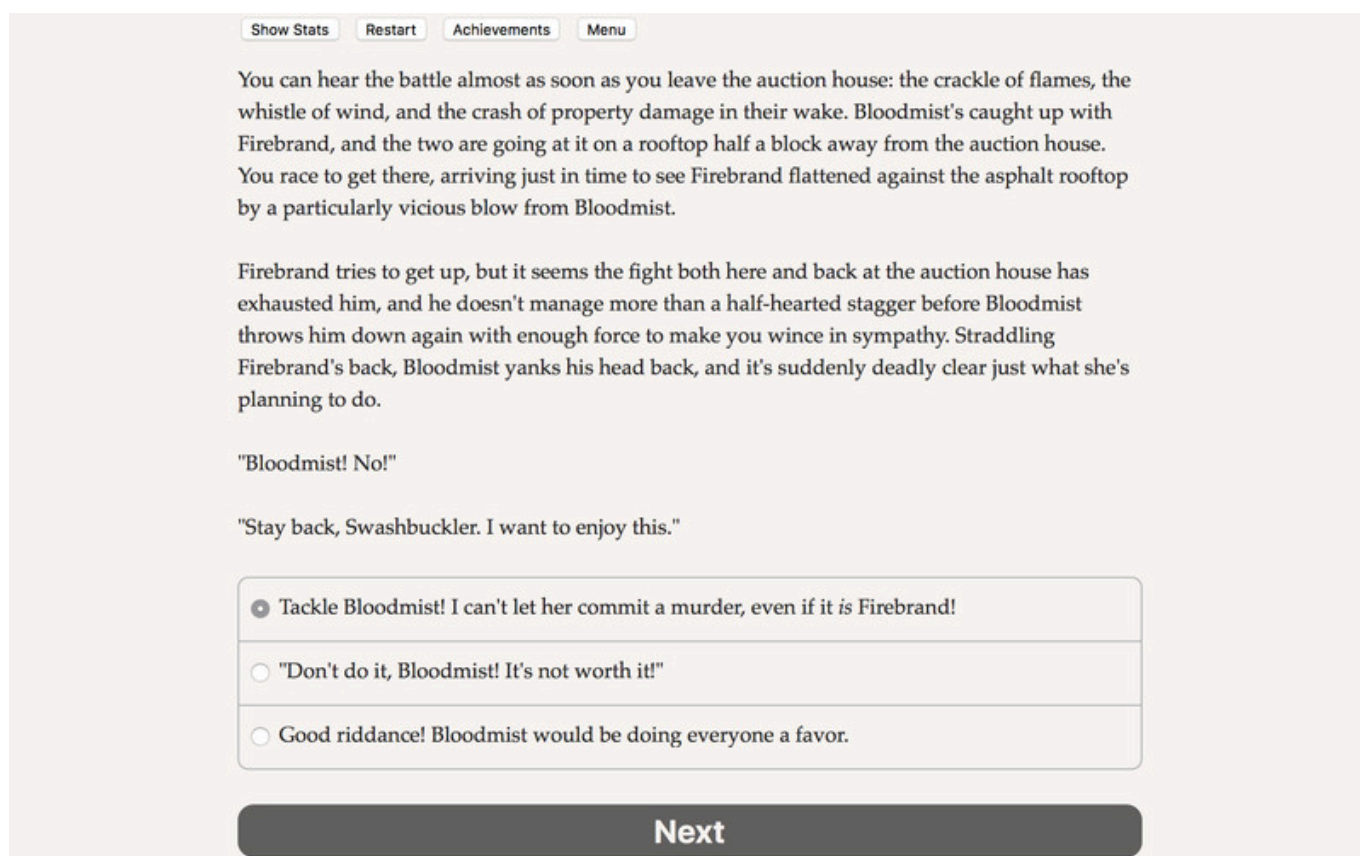 Show Stats Restart Achievements Menu
You can hear the battle almost as soon as you leave the auction house: the crackle of flames, the
whistle of wind, and the crash of property damage in their wake. Bloodmist's caught up with
Firebrand, and the two are going at it on a rooftop half a block away from the auction house.
You race to get there, arriving just in time to see Firebrand flattened against the asphalt rooftop
by a particularly vicious blow from Bloodmist.
Firebrand tries to get up, but it seems the fight both here and back at the auction house has
exhausted him, and he doesn't manage more than a half-hearted stagger before Bloodmist
throws him down again with enough force to make you wince in sympathy. Straddling
Firebrand's back, Bloodmist yanks his head back, and it's suddenly deadly clear just what she's
planning to do.
"Bloodmist! No!"
"Stay back, Swashbuckler. I want to enjoy this."
Tackle Bloodmist! I can't let her commit a murder, even if it is Firebrand!
"Don't do it, Bloodmist! It's not worth it!"
Good riddance! Bloodmist would be doing everyone a favor.
Next